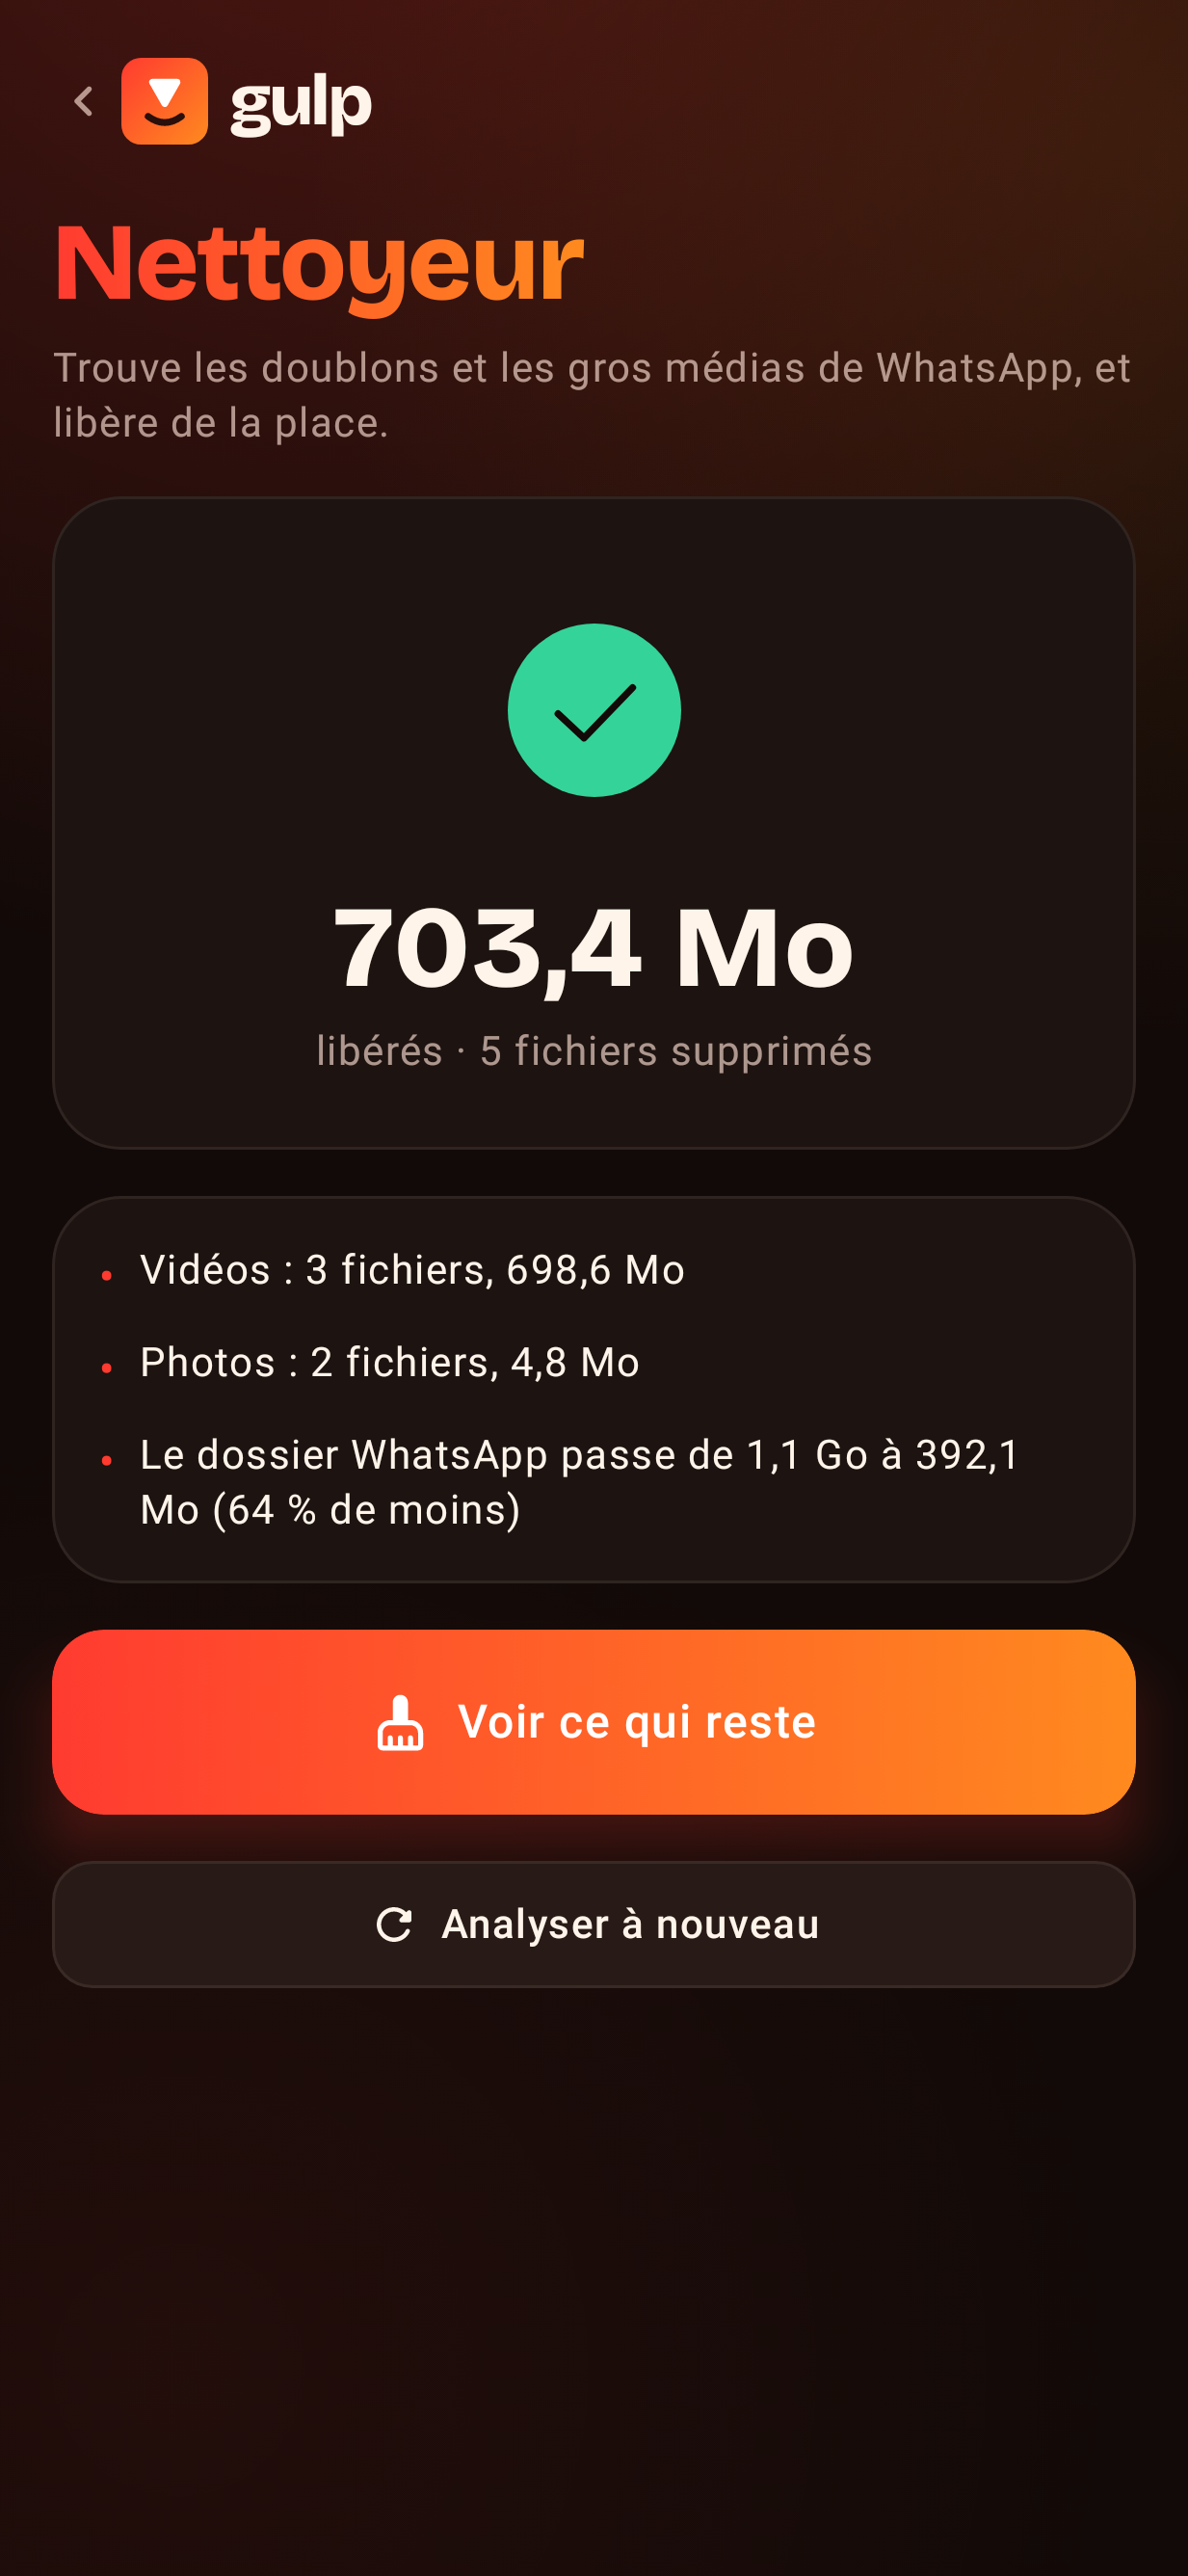 gulp
Nettoyeur
Trouve les doublons et les gros médias de WhatsApp, et
libère de la place.
703,4 Mo
libérés · 5 fichiers supprimés
• Vidéos : 3 fichiers, 698,6 Mo
• Photos : 2 fichiers, 4,8 Mo
• Le dossier WhatsApp passe de 1,1 Go à 392,1
Mo (64 % de moins)
Voir ce qui reste
Analyser à nouveau